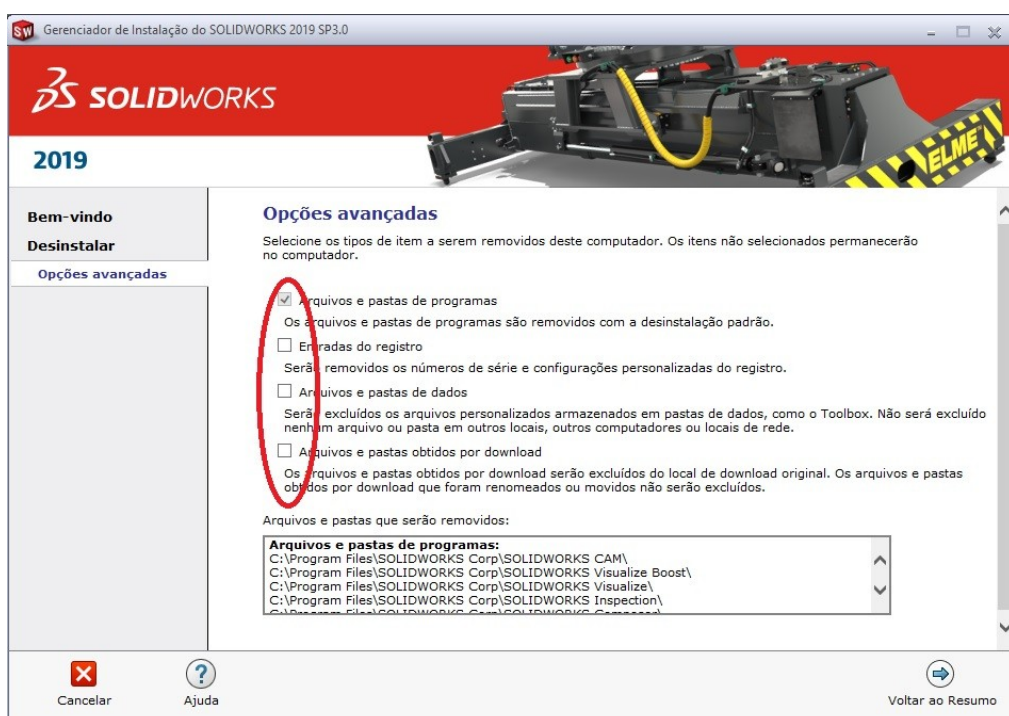 SW Gerenciador de Instalação do SOLIDWORKS 2019 SP3.0
SOLIDWORKS
ELME
2019
Bem-vindo
Desinstalar
Opções avançadas
Opções avançadas
Selecione os tipos de item a serem removidos deste computador. Os itens não selecionados permanecerão
no computador.
Arquivos e pastas de programas
Os arquivos e pastas de programas são removidos com a desinstalação padrão.
Entradas do registro
Serão removidos os números de série e configurações personalizadas do registro.
Arquivos e pastas de dados
Serão excluídos os arquivos personalizados armazenados em pastas de dados, como o Toolbox. Não será excluído
nenhum arquivo ou pasta em outros locais, outros computadores ou locais de rede.
Arquivos e pastas obtidos por download
Os arquivos e pastas obtidos por download serão excluídos do local de download original. Os arquivos e pastas
obtidos por download que foram renomeados ou movidos não serão excluídos.
Arquivos e pastas que serão removidos:
Arquivos e pastas de programas:
C:\Program Files\SOLIDWORKS Corp\SOLIDWORKS CAM\
C:\Program Files\SOLIDWORKS Corp\SOLIDWORKS Visualize Boost\
C:\Program Files\SOLIDWORKS Corp\SOLIDWORKS Visualize\
C:\Program Files\SOLIDWORKS Corp\SOLIDWORKS Inspection\
C:\Program Files\SOLIDWORKS Corp\SOLIDWORKS Composer\
Cancelar
Ajuda
Voltar ao Resumo